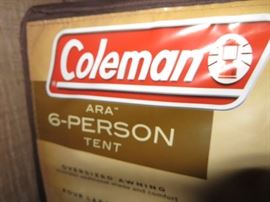 Coleman
ARA™
6-PERSON
TENT
OVERSIZED AWNING